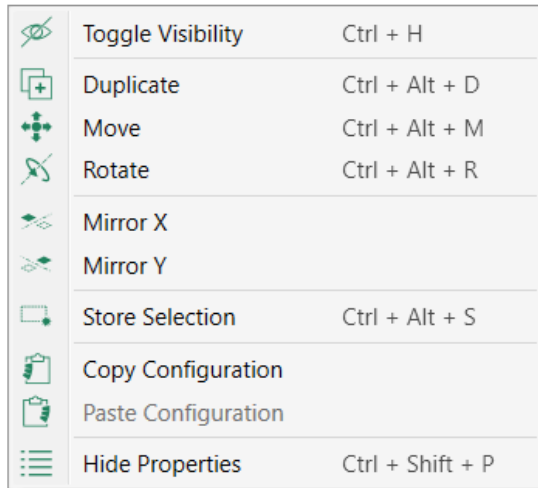 Toggle Visibility Ctrl + H
Duplicate Ctrl + Alt + D
Move Ctrl + Alt + M
Rotate Ctrl + Alt + R
Mirror X
Mirror Y
Store Selection Ctrl + Alt + S
Copy Configuration
Paste Configuration
Hide Properties Ctrl + Shift + P